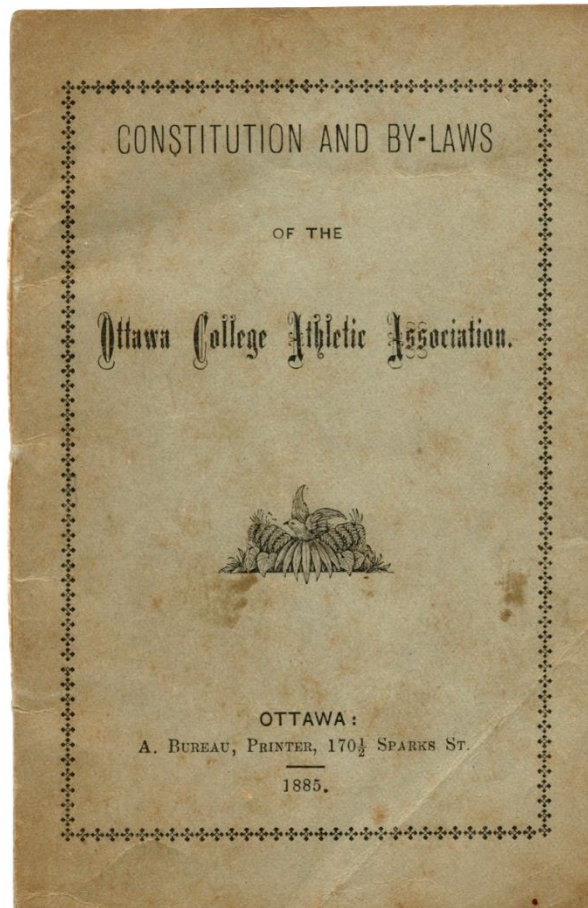 CONSTITUTION AND BY-LAWS
OF THE
Ottawa College Athletic Association.
OTTAWA:
A. BUREAU, PRINTER, 170½ SPARKS ST.
1885.